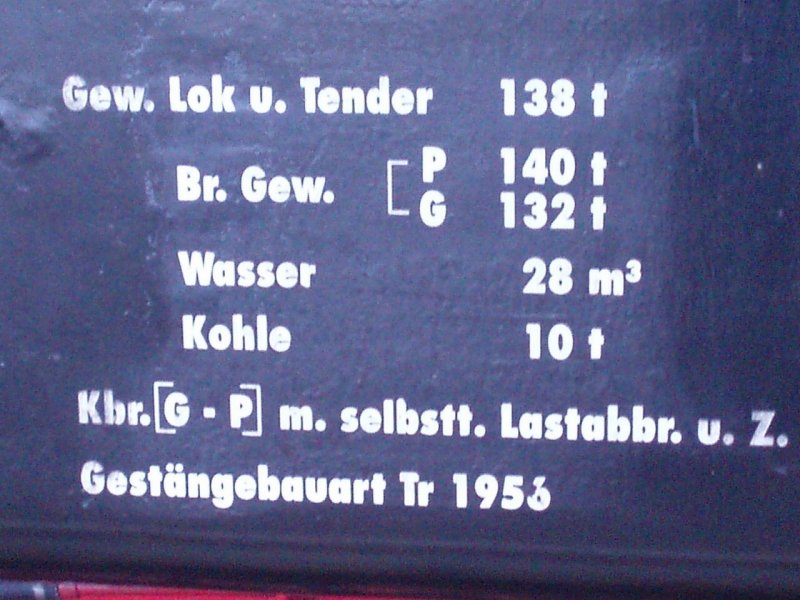 Gew. Lok u. Tender 138 t
Br. Gew. [ P 140 t
G 132 t
Wasser 28 m³
Kohle 10 t
Kbr.[G - P] m. selbstt. Lastabbr. u. Z.
Gestängebauart Tr 1956